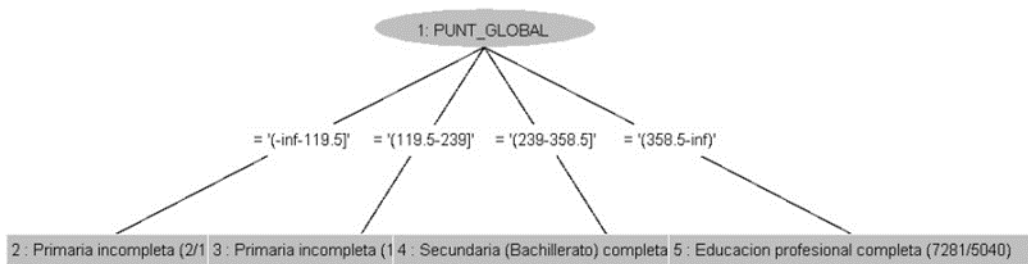 1: PUNT_GLOBAL
= '(-inf-119.5]' = '(119.5-239]' = '(239-358.5]' = '(358.5-inf)'
2 : Primaria incompleta (2/1 3 : Primaria incompleta (1 4 : Secundaria (Bachillerato) completa 5 : Educacion profesional completa (7281/5040)